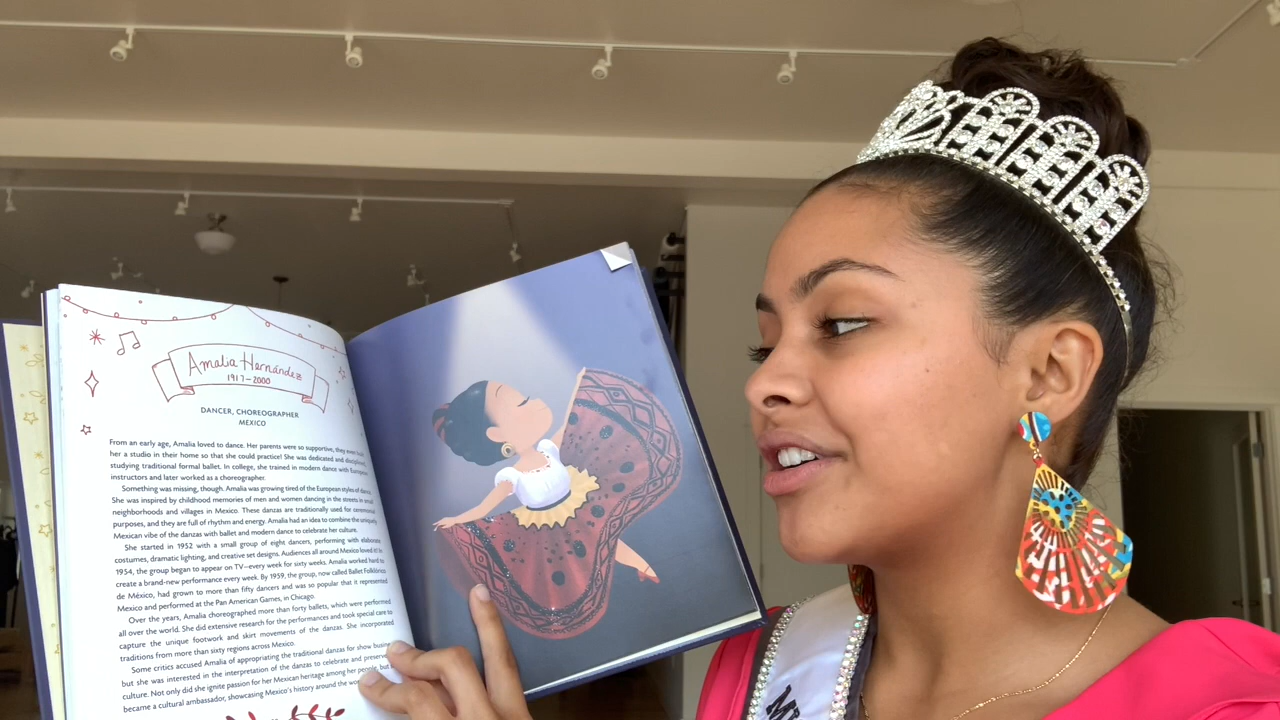 Amalia Hernández
1917–2000
DANCER, CHOREOGRAPHER
MEXICO
From an early age, Amalia loved to dance. Her parents were so supportive, they even built
her a studio in their home so that she could practice! She was dedicated and disciplined,
studying traditional formal ballet. In college, she trained in modern dance with European
instructors and later worked as a choreographer.
Something was missing, though. Amalia was growing tired of the European styles of dance.
She was inspired by childhood memories of men and women dancing in the streets in small
neighborhoods and villages in Mexico. These danzas are traditionally used for ceremonial
purposes, and they are full of rhythm and energy. Amalia had an idea to combine the uniquely
Mexican vibe of the danzas with ballet and modern dance to celebrate her culture.
She started in 1952 with a small group of eight dancers, performing with elaborate
costumes, dramatic lighting, and creative set designs. Audiences all around Mexico loved it! In
1954, the group began to appear on TV—every week for sixty weeks. Amalia worked hard to
create a brand-new performance every week. By 1959, the group, now called Ballet Folklórico
de México, had grown to more than fifty dancers and was so popular that it represented
Mexico and performed at the Pan American Games, in Chicago.
Over the years, Amalia choreographed more than forty ballets, which were performed
all over the world. She did extensive research for the performances and took special care to
capture the unique footwork and skirt movements of the danzas. She incorporated
traditions from more than sixty regions across Mexico.
Some critics accused Amalia of appropriating the traditional danzas for show business,
but she was interested in the interpretation of the danzas to celebrate and preserve
culture. Not only did she ignite passion for her Mexican heritage among her people, but
became a cultural ambassador, showcasing Mexico's history around the